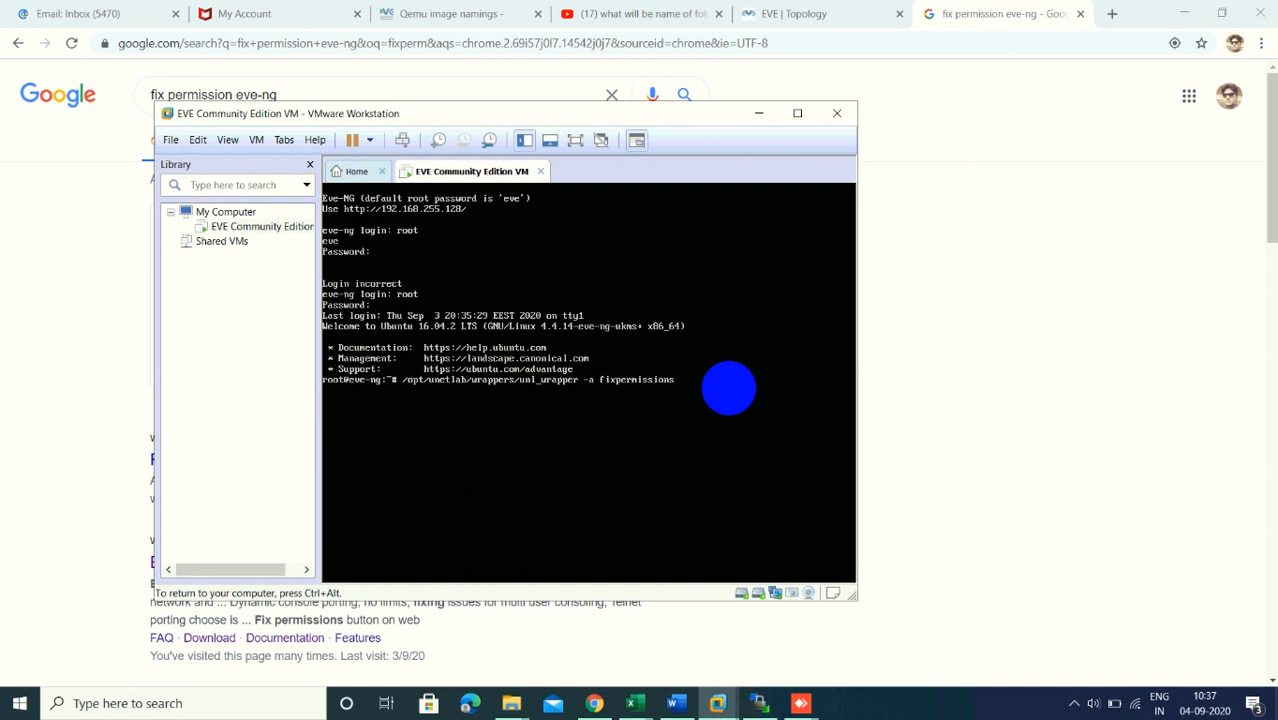 Email: Inbox (5470)
My Account
Qemu image namings -
(17) what will be name of fol
EVE | Topology
fix permission eve-ng - Goo
google.com/search?q=fix+permission+eve-ng&oq=fixperm&aqs=chrome.2.69i57j0l7.14542j0j7&sourceid=chrome&ie=UTF-8
Google
fix permission eve-ng
EVE Community Edition VM - VMware Workstation
File Edit View VM Tabs Help
Library
Type here to search
My Computer
EVE Community Edition
Shared VMs
Home
EVE Community Edition VM
Eve-NG (default root password is 'eve')
Use http://192.168.255.128/
eve-ng login: root
eve
Password:
Login incorrect
eve-ng login: root
Password:
Last login: Thu Sep 3 20:35:29 EEST 2020 on tty1
Welcome to Ubuntu 16.04.2 LTS (GNU/Linux 4.4.14-eve-ng-ukms+ x86_64)
* Documentation: https://help.ubuntu.com
* Management: https://landscape.canonical.com
* Support: https://ubuntu.com/advantage
root@eve-ng:~# /opt/unetlab/wrappers/unl_wrapper -a fixpermissions
To return to your computer, press Ctrl+Alt.
network and ... Dynamic console porting, no limits, fixing issues for multi user consoling, Telnet
porting choose is ... Fix permissions button on web
FAQ · Download · Documentation · Features
You've visited this page many times. Last visit: 3/9/20
Type here to search
ENG
IN
10:37
04-09-2020
3